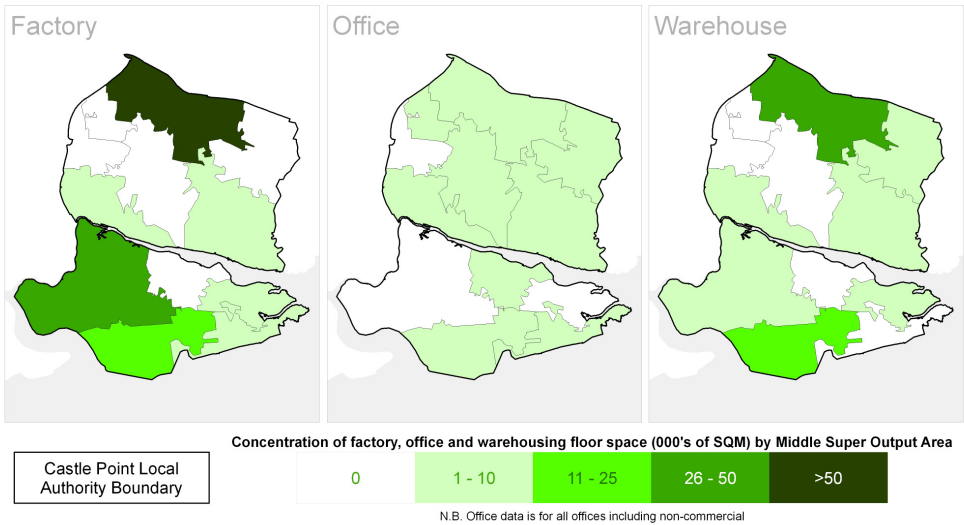 Factory
Office
Warehouse
Concentration of factory, office and warehousing floor space (000's of SQM) by Middle Super Output Area
Castle Point Local
Authority Boundary
0
1 - 10
11 - 25
26 - 50
>50
N.B. Office data is for all offices including non-commercial